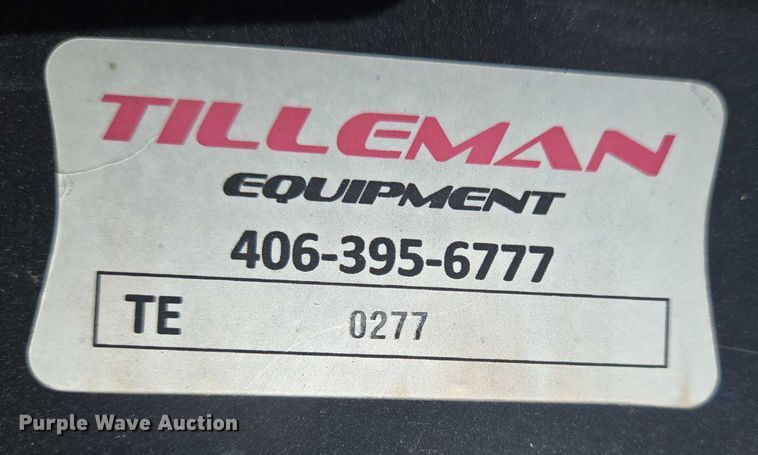 TILLEMAN
EQUIPMENT
406-395-6777
TE 0277
Purple Wave Auction